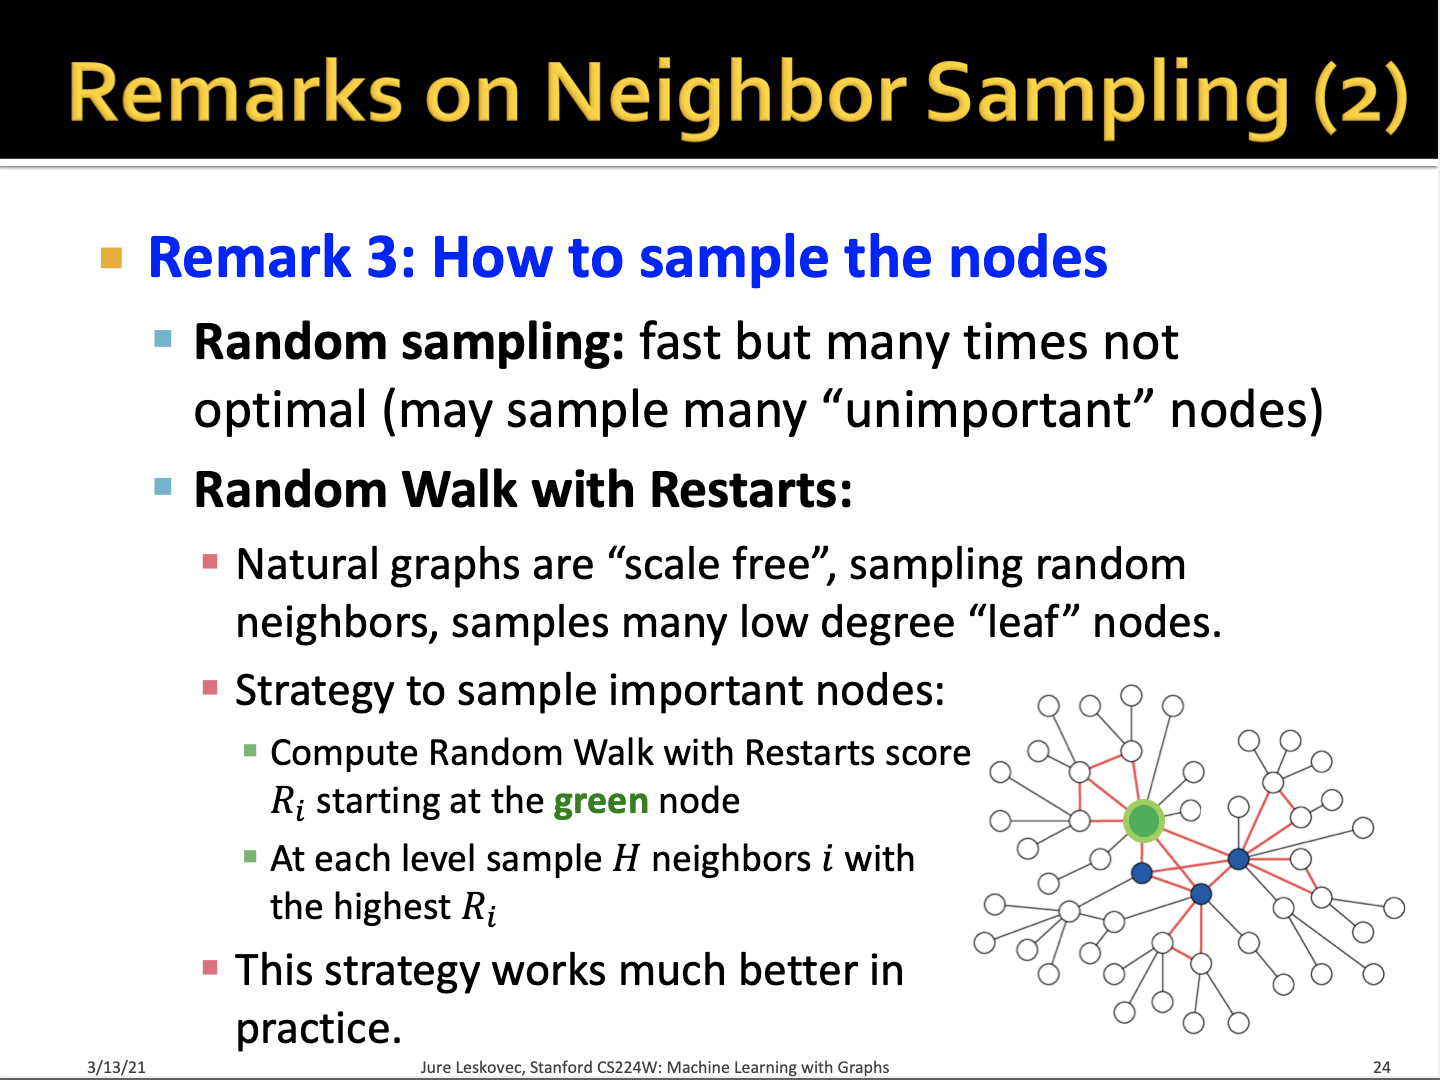 Remarks on Neighbor Sampling (2)
Remark 3: How to sample the nodes
Random sampling: fast but many times not
optimal (may sample many “unimportant” nodes)
Random Walk with Restarts:
Natural graphs are “scale free”, sampling random
neighbors, samples many low degree “leaf” nodes.
Strategy to sample important nodes:
Compute Random Walk with Restarts score
𝑅ᵢ starting at the green node
At each level sample 𝐻 neighbors 𝑖 with
the highest 𝑅ᵢ
This strategy works much better in
practice.
3/13/21
Jure Leskovec, Stanford CS224W: Machine Learning with Graphs
24